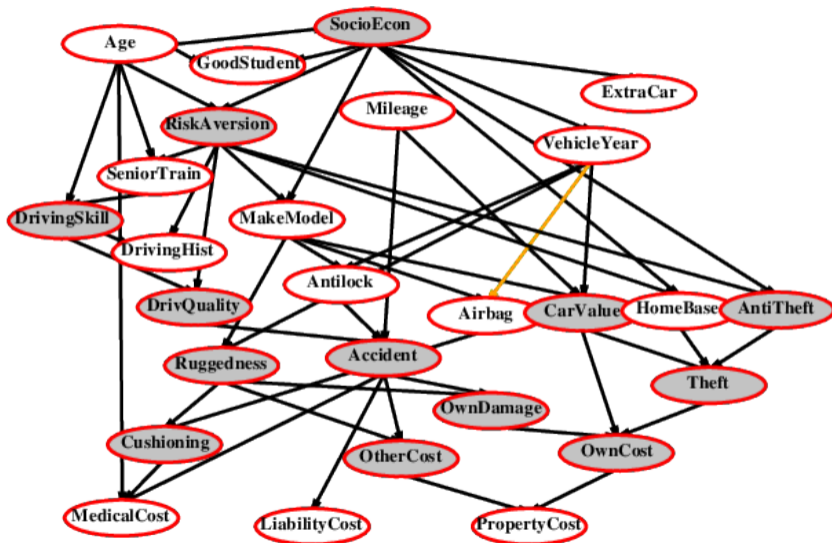 SocioEcon
Age
GoodStudent
ExtraCar
Mileage
RiskAversion
VehicleYear
SeniorTrain
DrivingSkill
MakeModel
DrivingHist
Antilock
DrivQuality
Airbag
CarValue
HomeBase
AntiTheft
Ruggedness
Accident
Theft
OwnDamage
Cushioning
OtherCost
OwnCost
MedicalCost
LiabilityCost
PropertyCost